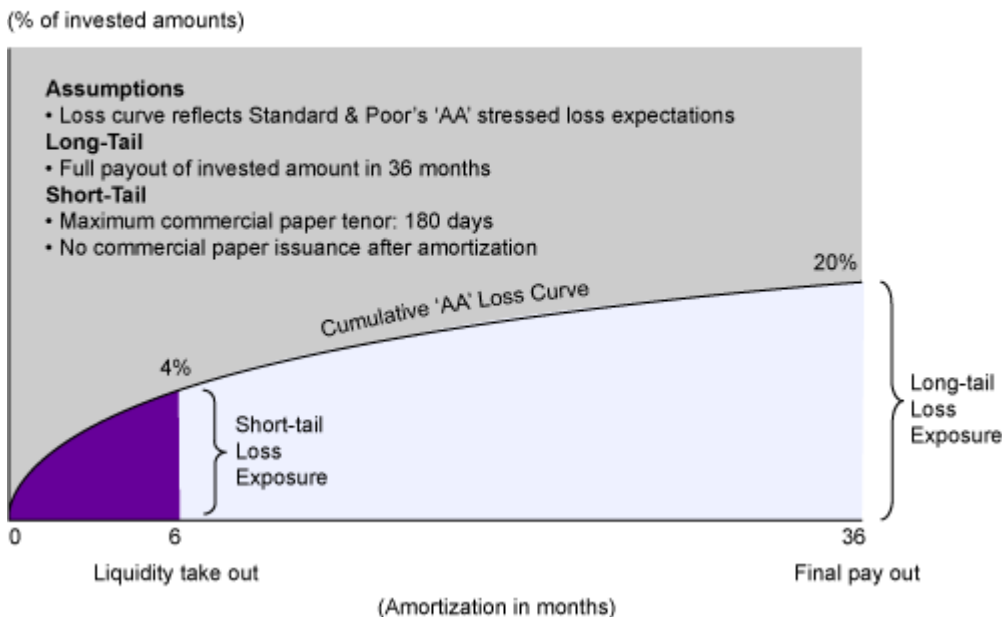 (% of invested amounts)
Assumptions
• Loss curve reflects Standard & Poor's 'AA' stressed loss expectations
Long-Tail
• Full payout of invested amount in 36 months
Short-Tail
• Maximum commercial paper tenor: 180 days
• No commercial paper issuance after amortization
20%
Cumulative 'AA' Loss Curve
4%
Short-tail
Loss
Exposure
Long-tail
Loss
Exposure
0
6
36
Liquidity take out
Final pay out
(Amortization in months)